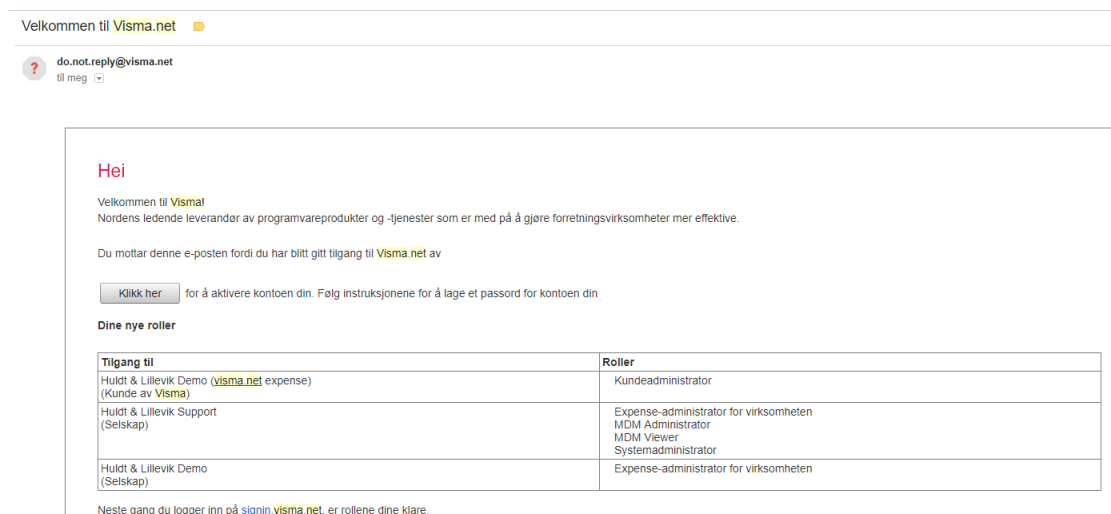 Velkommen til Visma.net
?
do.not.reply@visma.net
til meg
Hei
Velkommen til Visma!
Nordens ledende leverandør av programvareprodukter og -tjenester som er med på å gjøre forretningsvirksomheter mer effektive.
Du mottar denne e-posten fordi du har blitt gitt tilgang til Visma.net av
Klikk her for å aktivere kontoen din. Følg instruksjonene for å lage et passord for kontoen din
Dine nye roller
Tilgang til Roller
Huldt & Lillevik Demo (visma.net expense) Kundeadministrator
(Kunde av Visma)
Huldt & Lillevik Support Expense-administrator for virksomheten
(Selskap) MDM Administrator
MDM Viewer
Systemadministrator
Huldt & Lillevik Demo Expense-administrator for virksomheten
(Selskap)
Neste gang du logger inn på signin.visma.net, er rollene dine klare.